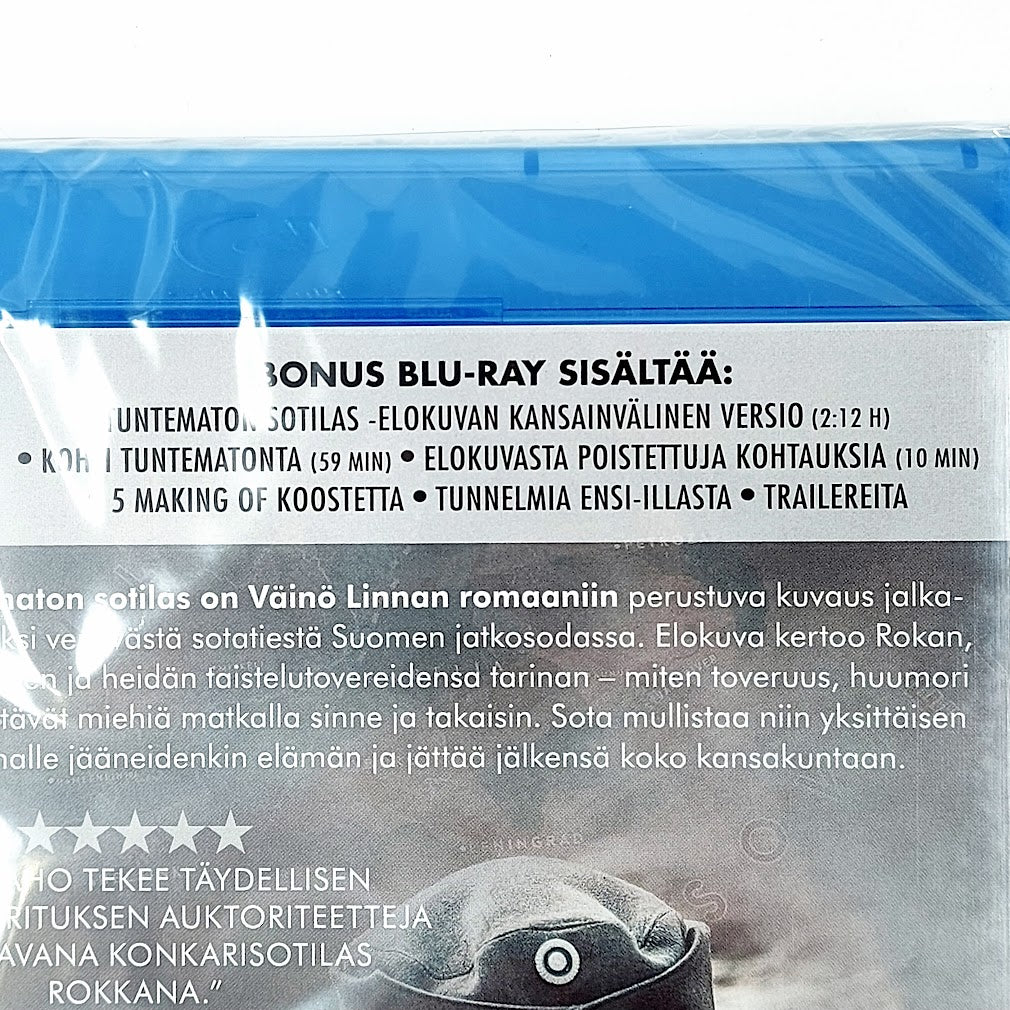 BONUS BLU-RAY SISÄLTÄÄ:
TUNTEMATON SOTILAS -ELOKUVAN KANSAINVÄLINEN VERSIO (2:12 H)
• KOHTI TUNTEMATONTA (59 MIN) • ELOKUVASTA POISTETTUJA KOHTAUKSIA (10 MIN)
5 MAKING OF KOOSTETTA • TUNNELMIA ENSI-ILLASTA • TRAILEREITA
sotilas on Väinö Linnan romaaniin perustuva kuvaus jalka-
sotatiestä Suomen jatkosodassa. Elokuva kertoo Rokan,
ja heidän taistelutovereidensa tarinan – miten toveruus, huumori
miehiä matkalla sinne ja takaisin. Sota mullistaa niin yksittäisen
jääneidenkin elämän ja jättää jälkensä koko kansakuntaan.
LENINGRAD
TEKEE TÄYDELLISEN
AUKTORITEETTEJA
KONKARISOTILAS
ROKKANA.”